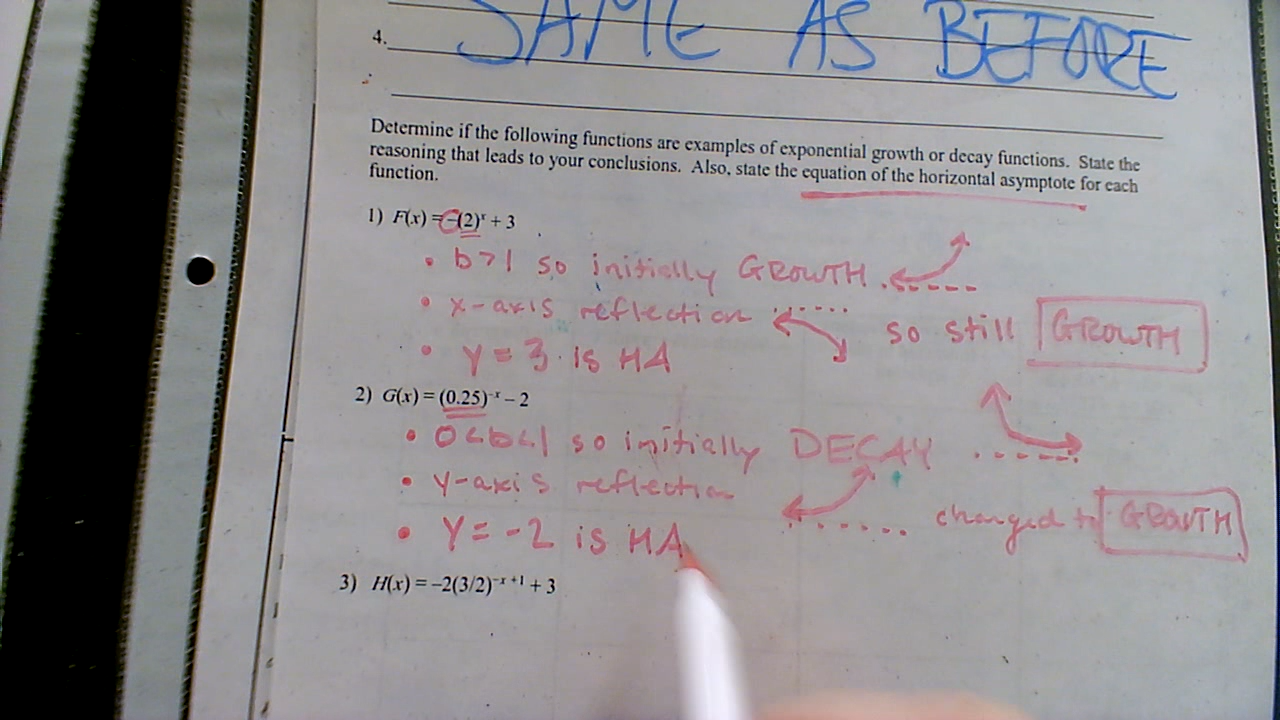 4. SAME AS BEFORE
Determine if the following functions are examples of exponential growth or decay functions. State the
reasoning that leads to your conclusions. Also, state the equation of the horizontal asymptote for each
function.
1) F(x) = –(2)ˣ + 3
• b>1 so initially GROWTH.
• x-axis reflection so still GROWTH
• y = 3 is HA
2) G(x) = (0.25)⁻ˣ – 2
• 0<b<1 so initially DECAY
• y-axis reflection changed to GROWTH
• Y = -2 is HA
3) H(x) = –2(3/2)⁻ˣ⁺¹ + 3